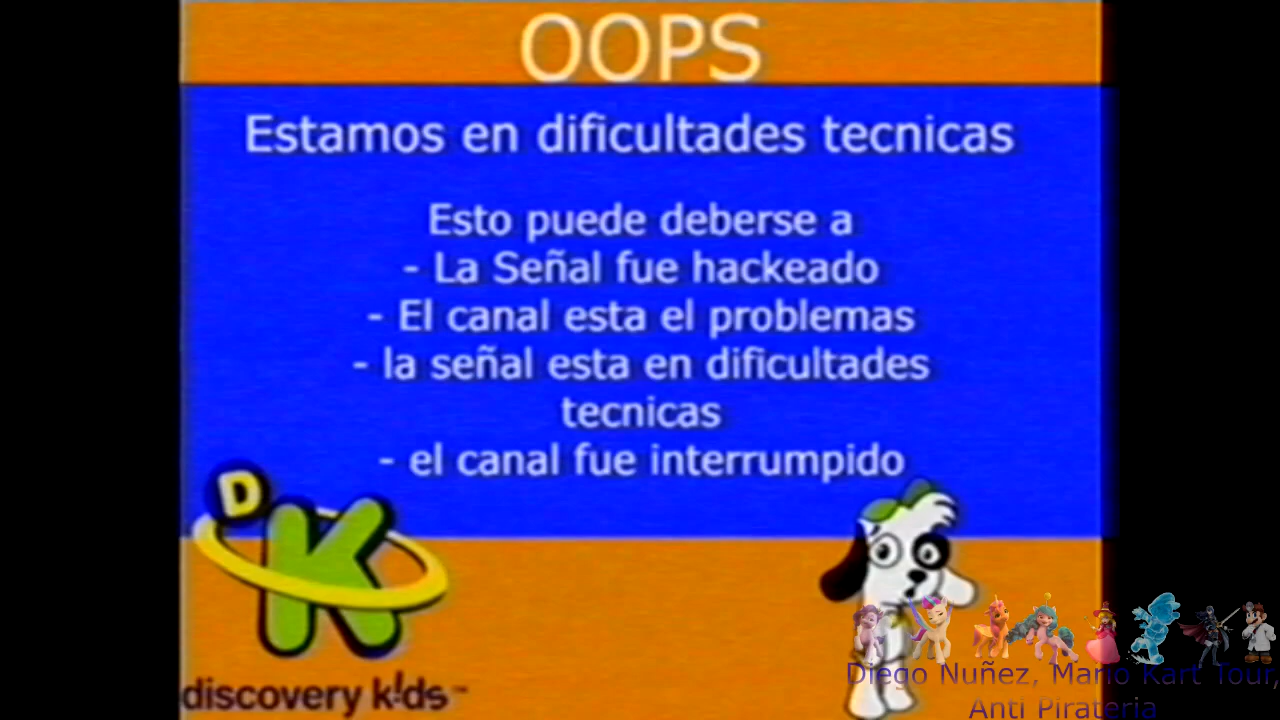 OOPS
Estamos en dificultades tecnicas
Esto puede deberse a
- La Señal fue hackeado
- El canal esta el problemas
- la señal esta en dificultades
tecnicas
- el canal fue interrumpido
D
K
discovery k!ds™
Diego Nuñez, Mario Kart Tour,
Anti Pirateria